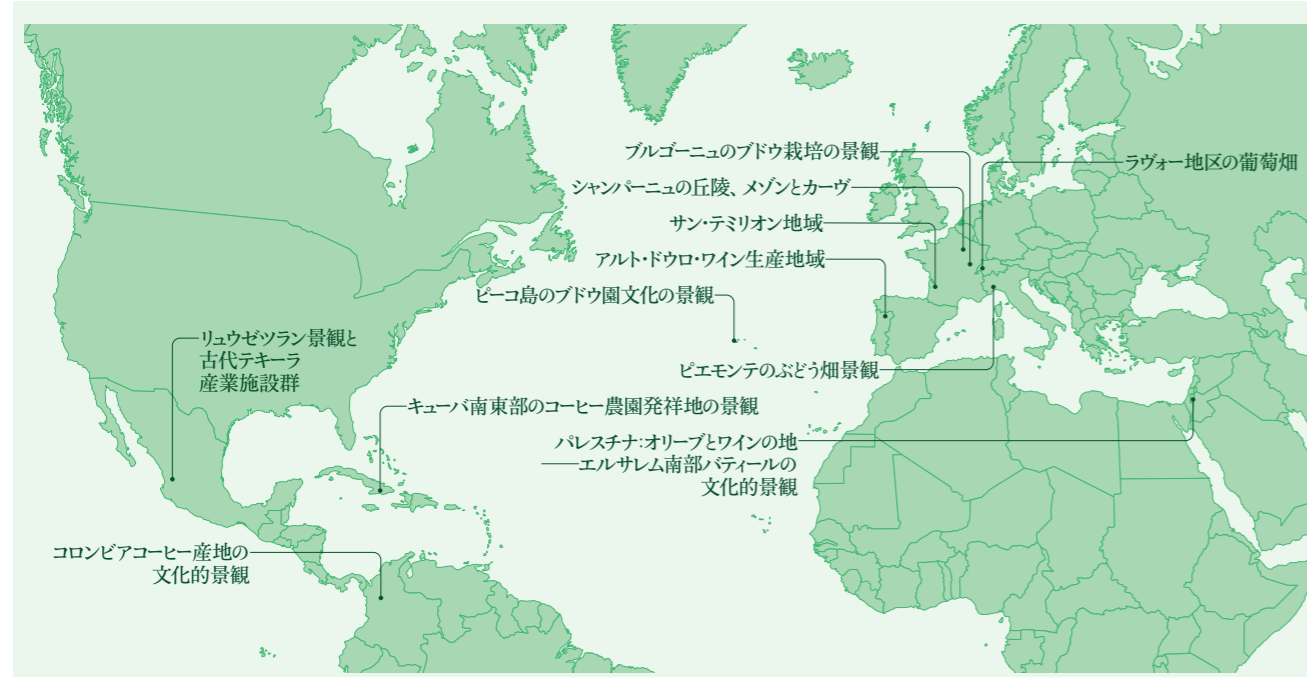 ブルゴーニュのブドウ栽培の景観
ラヴォー地区の葡萄畑
シャンパーニュの丘陵、メゾンとカーヴ
サン・テミリオン地域
アルト・ドウロ・ワイン生産地域
ピーコ島のブドウ園文化の景観
リュウゼツラン景観と
古代テキーラ
産業施設群
ピエモンテのぶどう畑景観
キューバ南東部のコーヒー農園発祥地の景観
パレスチナ:オリーブとワインの地
──エルサレム南部バティールの
文化的景観
コロンビアコーヒー産地の
文化的景観